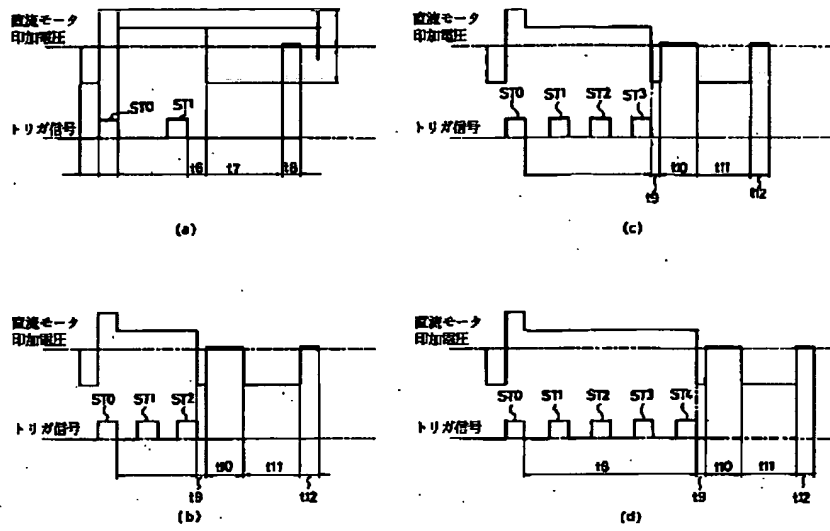 直流モータ
印加電圧
ST0
ST1
トリガ信号
t6
t7
t8
(a)
直流モータ
印加電圧
ST0
ST1
ST2
ST3
トリガ信号
t10
t11
t9
t12
(c)
直流モータ
印加電圧
ST0
ST1
ST2
トリガ信号
t10
t11
t9
t12
(b)
直流モータ
印加電圧
ST0
ST1
ST2
ST3
ST4
トリガ信号
t10
t11
t9
t12
(d)